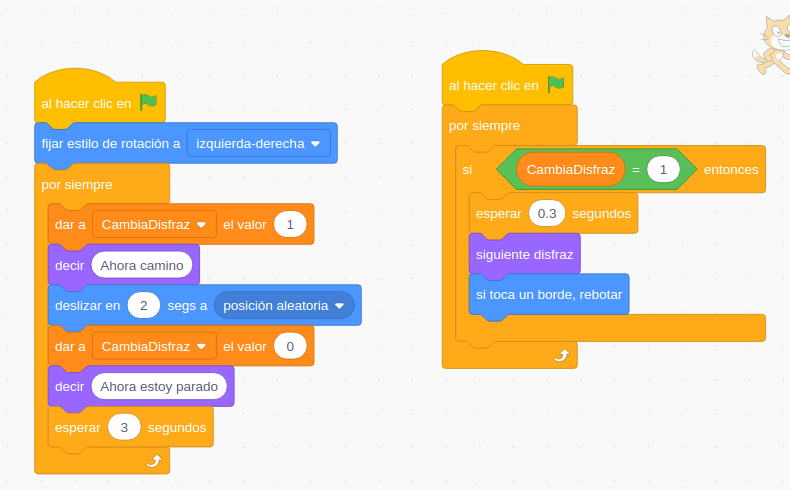 al hacer clic en
fijar estilo de rotación a izquierda-derecha
por siempre
dar a CambiaDisfraz el valor 1
decir Ahora camino
deslizar en 2 segs a posición aleatoria
dar a CambiaDisfraz el valor 0
decir Ahora estoy parado
esperar 3 segundos
al hacer clic en
por siempre
si CambiaDisfraz = 1 entonces
esperar 0.3 segundos
siguiente disfraz
si toca un borde, rebotar